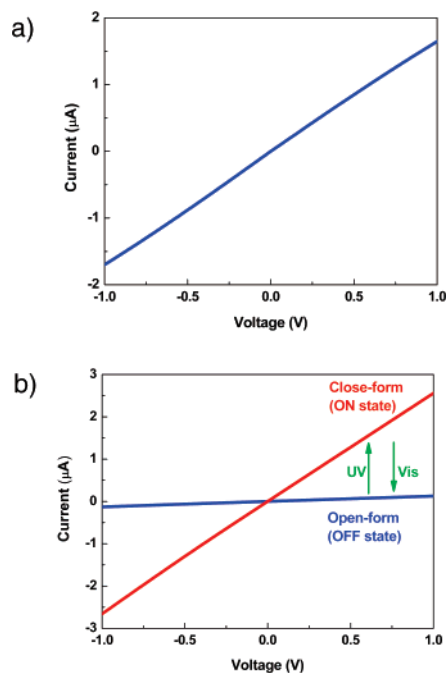 a)
2
1
0
-1
-2
Current (μA)
-1.0 -0.5 0.0 0.5 1.0
Voltage (V)
b)
3
2
1
0
-1
-2
-3
Current (μA)
Close-form
(ON state)
UV Vis
Open-form
(OFF state)
-1.0 -0.5 0.0 0.5 1.0
Voltage (V)